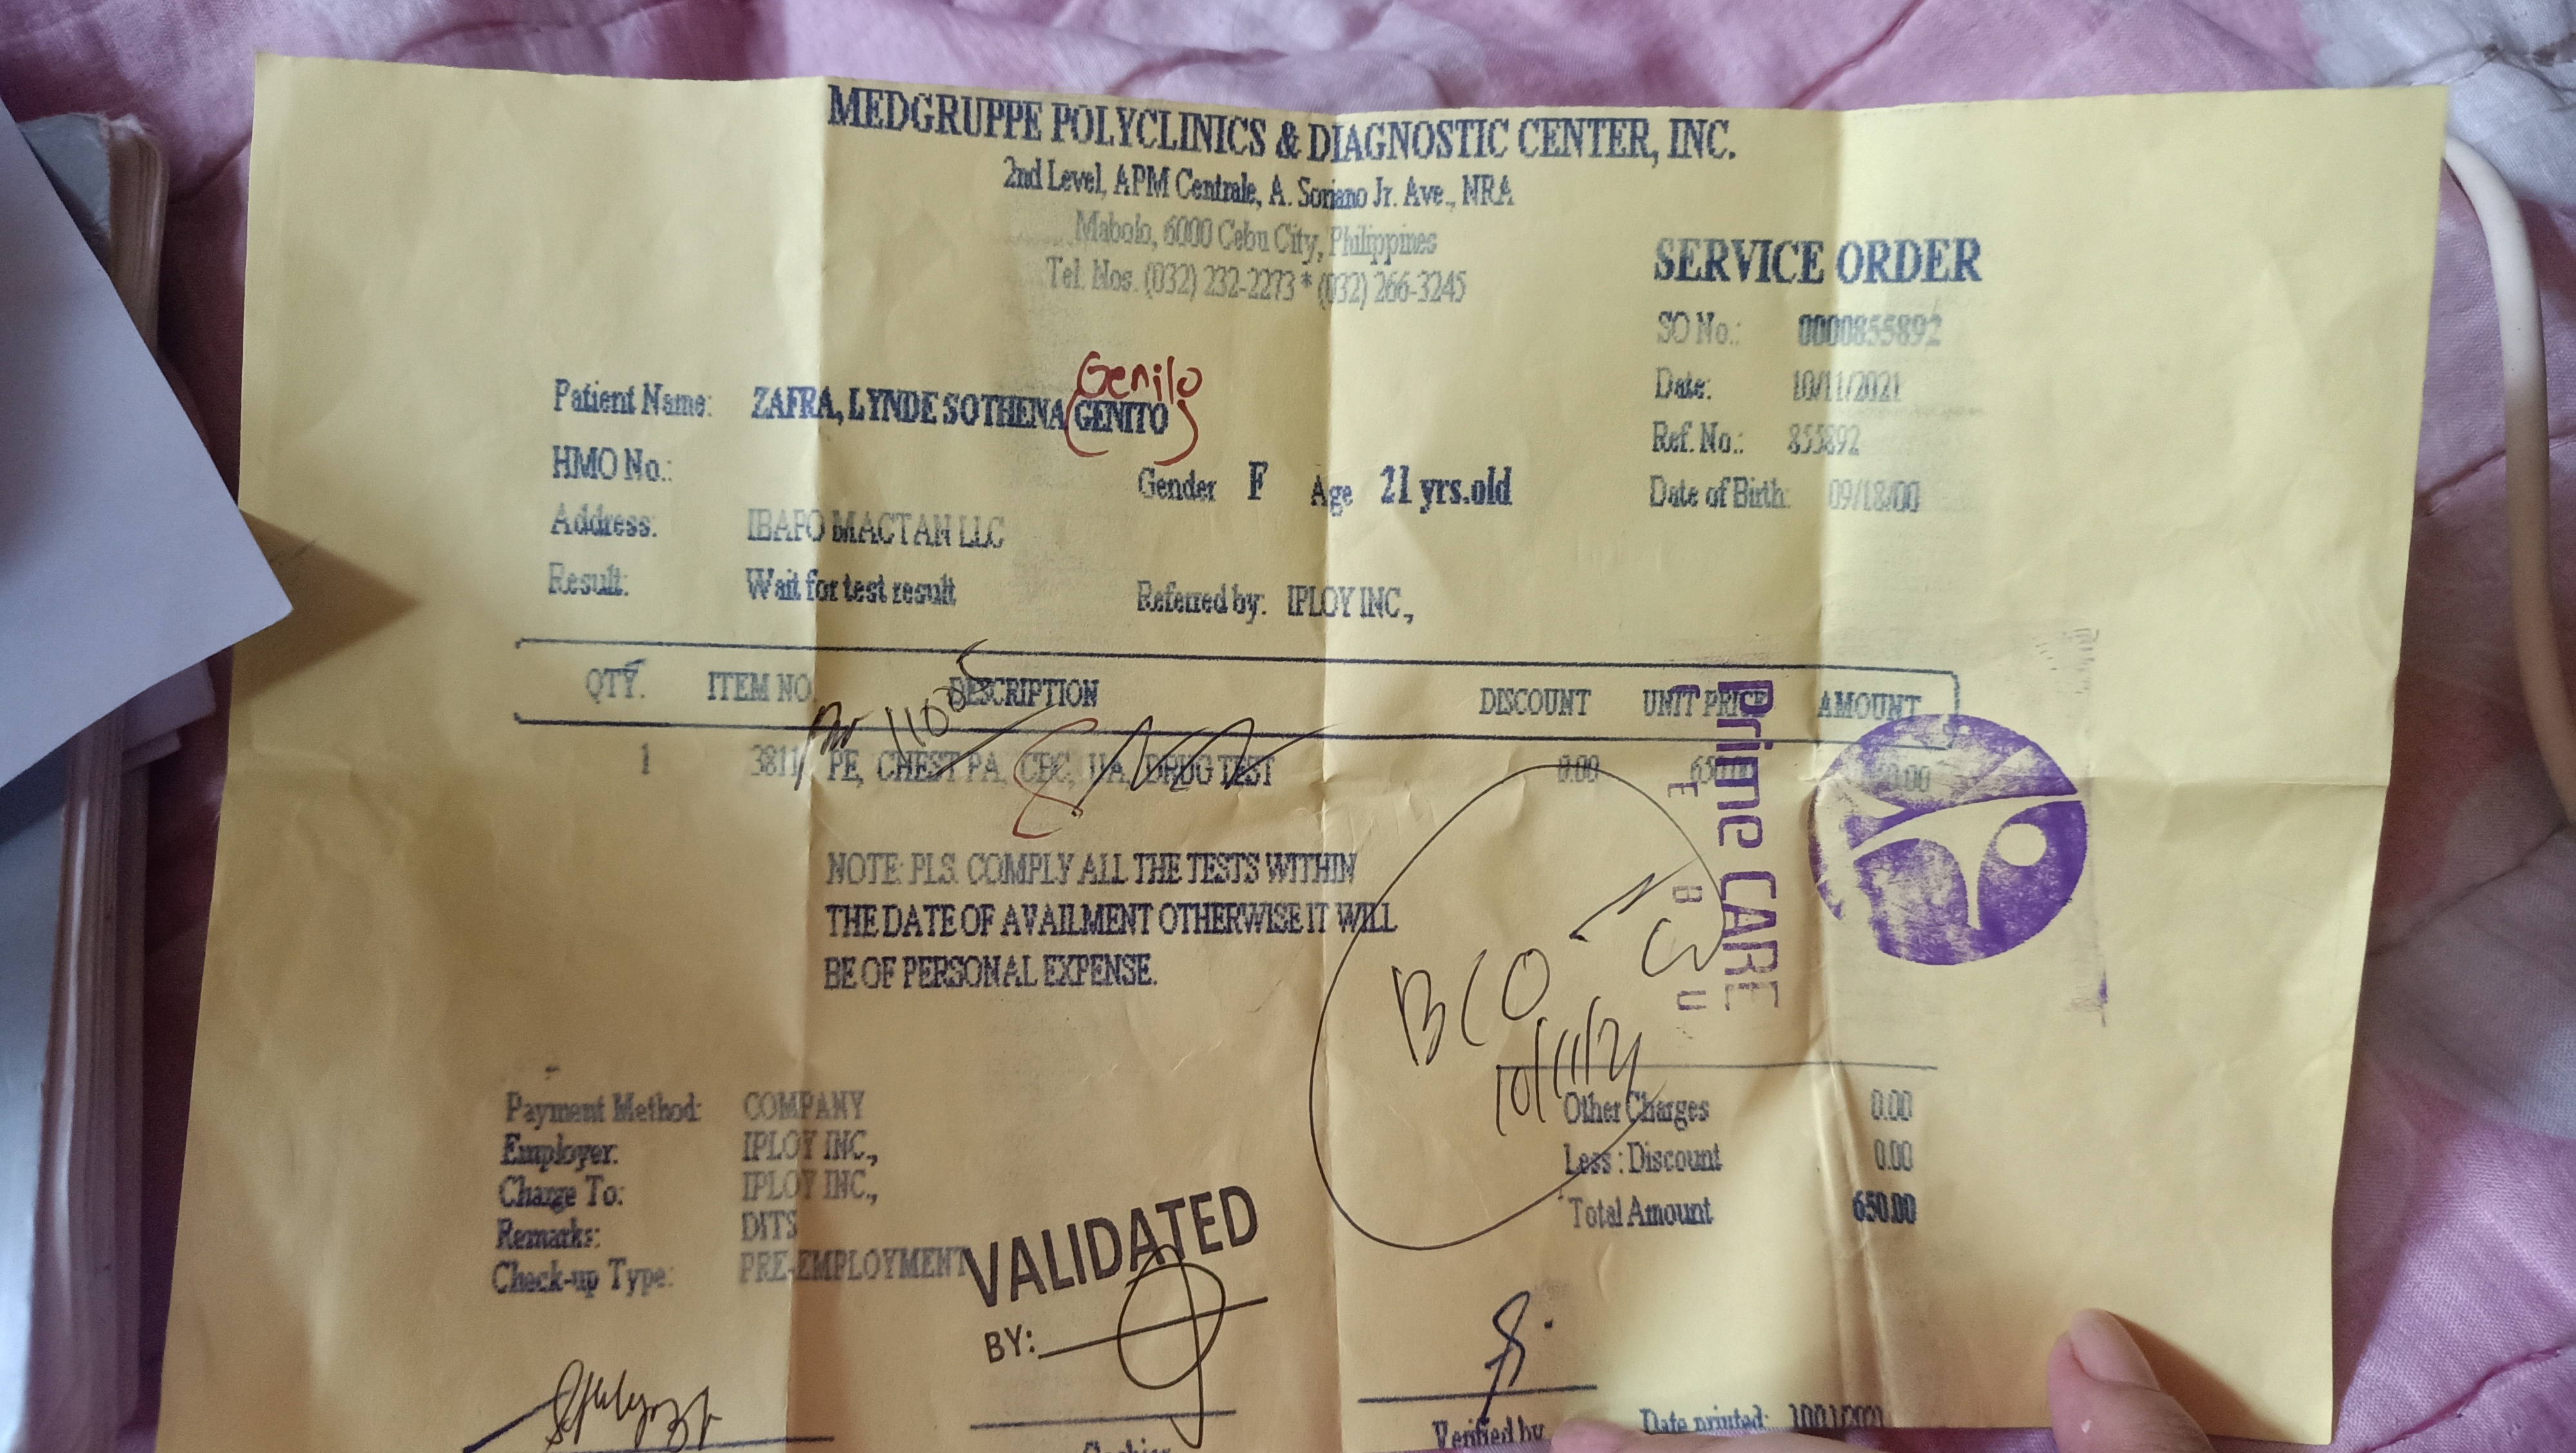 MEDGRUPPE POLYCLINICS & DIAGNOSTIC CENTER, INC.
2nd Level, APM Centrale, A. Soriano Jr. Ave., NRA
Mabolo, 6000 Cebu City, Philippines
Tel. Nos. (032) 232-2273 * (032) 266-3245
SERVICE ORDER
SO No.: 0000855892
Date: 10/11/2021
Ref. No.: 855892
Date of Birth: 09/18/00
Genilo
Patient Name: ZAFRA, LYNDE SOTHENA (GENITO)
HMO No.:
Gender F Age 21 yrs.old
Address: IBAPO MACTAN LLC
Result: Wait for test result Referred by: IPLOY INC.,
QTY. ITEM NO. DESCRIPTION DISCOUNT UNIT PRICE AMOUNT
1 3811 PE, CHEST PA, CBC, UA, DRUG TEST 0.00
NOTE: PLS. COMPLY ALL THE TESTS WITHIN
THE DATE OF AVAILMENT OTHERWISE IT WILL
BE OF PERSONAL EXPENSE.
Prime CARE
C E B U
10/11/21
Payment Method: COMPANY
Employer: IPLOY INC.,
Charge To: IPLOY INC.,
Remarks: DITS
Check-up Type: PRE-EMPLOYMENT
Other Charges 0.00
Less : Discount 0.00
Total Amount 650.00
VALIDATED
BY:
Cashier
Verified by
Date printed: